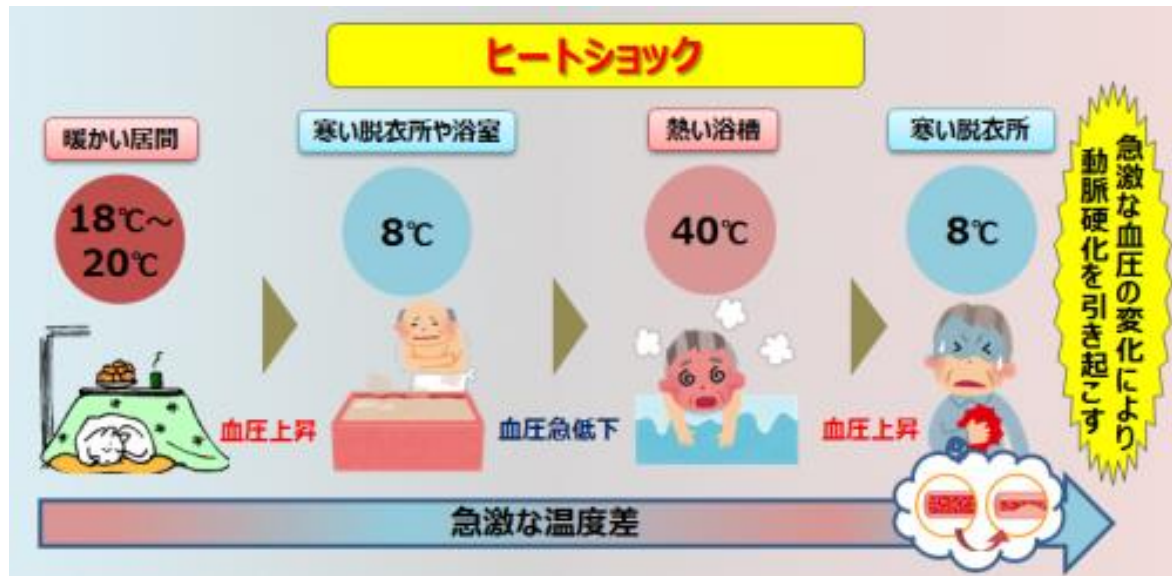 ヒートショック
暖かい居間
寒い脱衣所や浴室
熱い浴槽
寒い脱衣所
18℃～
20℃
8℃
40℃
8℃
血圧上昇
血圧急低下
血圧上昇
急激な血圧の変化により
動脈硬化を引き起こす
急激な温度差